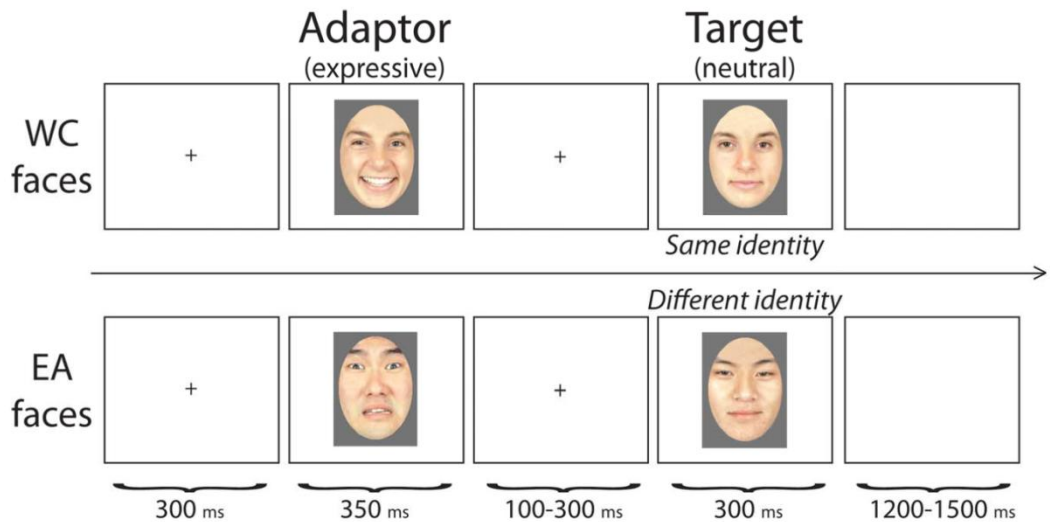 Adaptor
(expressive)
Target
(neutral)
WC
faces
+
+
Same identity
Different identity
EA
faces
+
+
300 ms
350 ms
100-300 ms
300 ms
1200-1500 ms